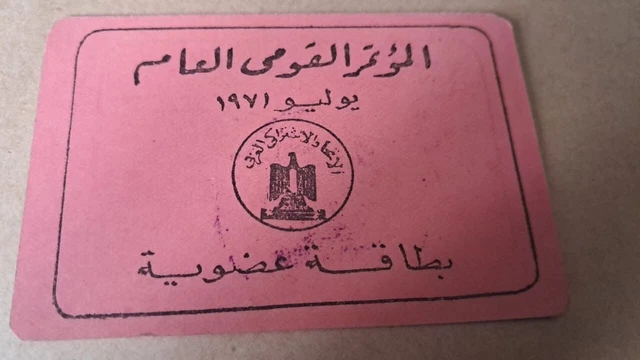 المؤتمر القومى العام
يوليو ١٩٧١
الاتحاد الاشتراكى العربى
بطاقة عضوية